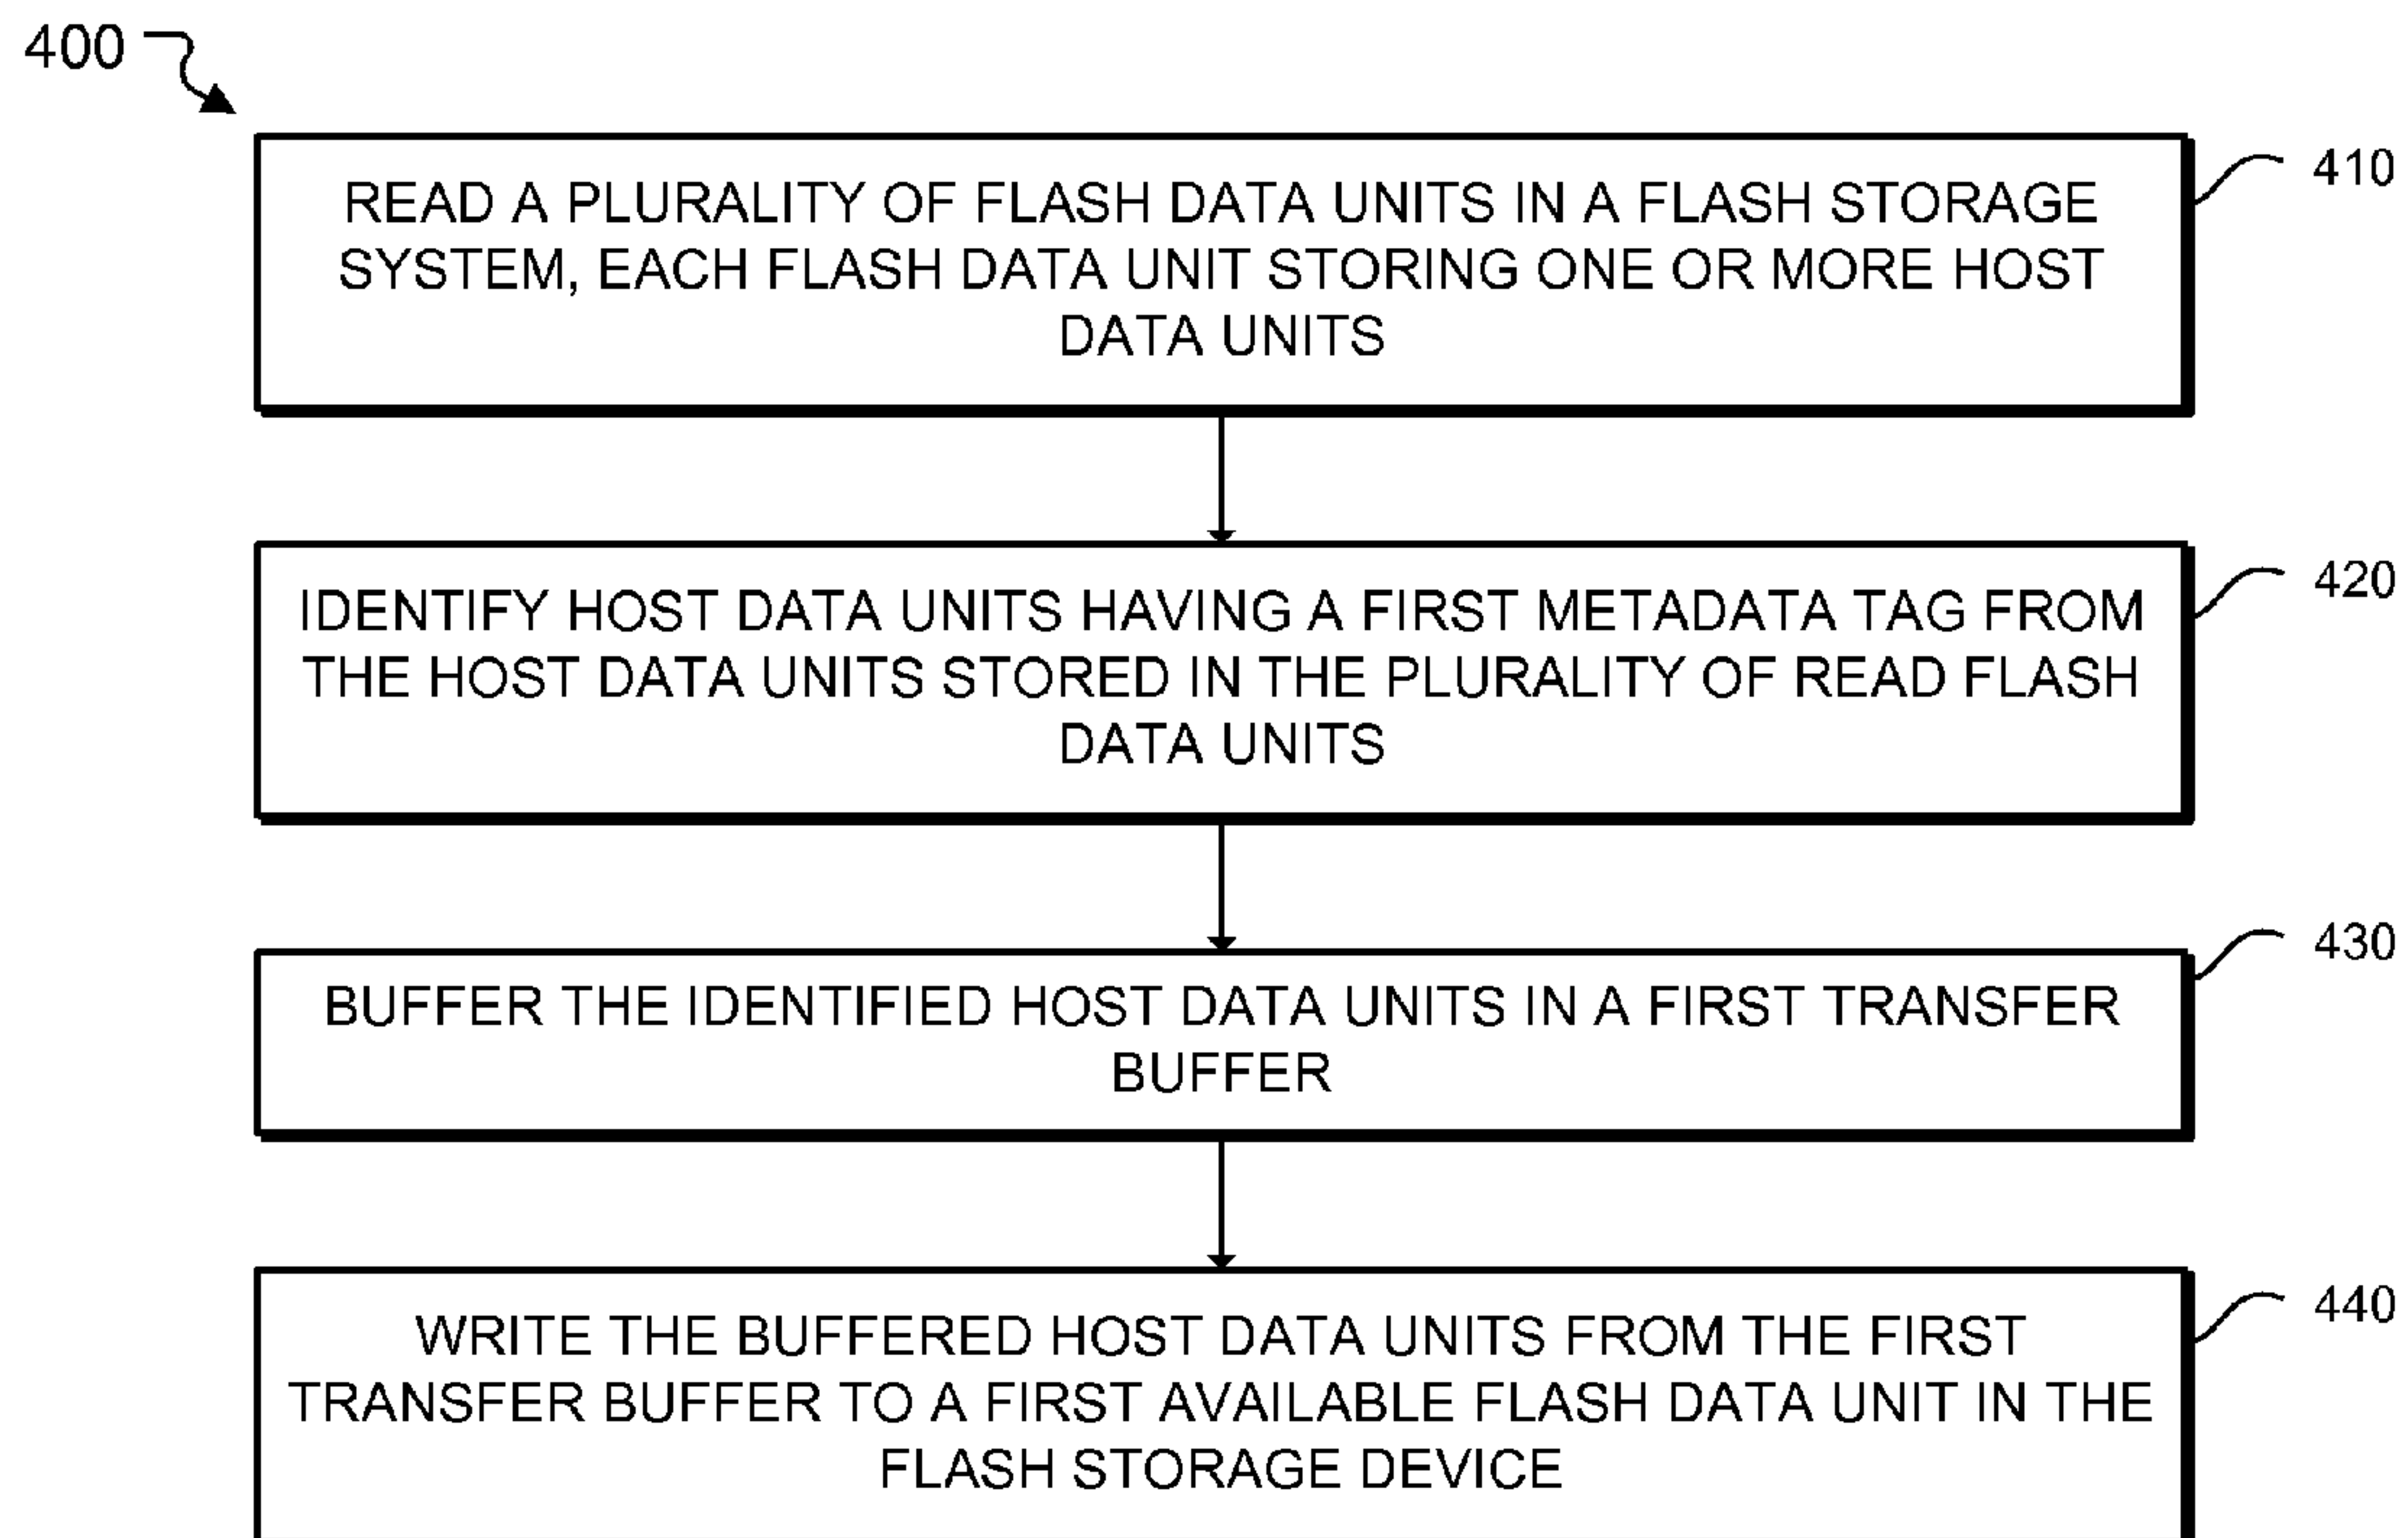 400
READ A PLURALITY OF FLASH DATA UNITS IN A FLASH STORAGE
SYSTEM, EACH FLASH DATA UNIT STORING ONE OR MORE HOST
DATA UNITS
410
IDENTIFY HOST DATA UNITS HAVING A FIRST METADATA TAG FROM
THE HOST DATA UNITS STORED IN THE PLURALITY OF READ FLASH
DATA UNITS
420
BUFFER THE IDENTIFIED HOST DATA UNITS IN A FIRST TRANSFER
BUFFER
430
WRITE THE BUFFERED HOST DATA UNITS FROM THE FIRST
TRANSFER BUFFER TO A FIRST AVAILABLE FLASH DATA UNIT IN THE
FLASH STORAGE DEVICE
440